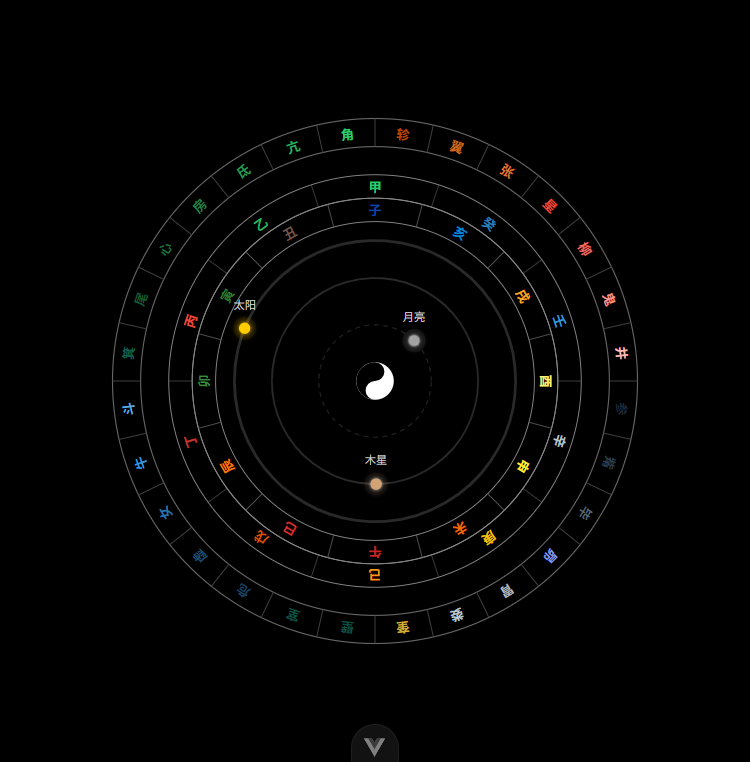 角
轸
翼
张
星
柳
鬼
井
参
觜
毕
昴
胃
娄
奎
壁
室
危
虚
女
牛
斗
箕
尾
心
房
氐
亢
甲
癸
壬
辛
庚
己
戊
丁
丙
乙
子
亥
戌
酉
申
未
午
巳
辰
卯
寅
丑
太阳
月亮
木星